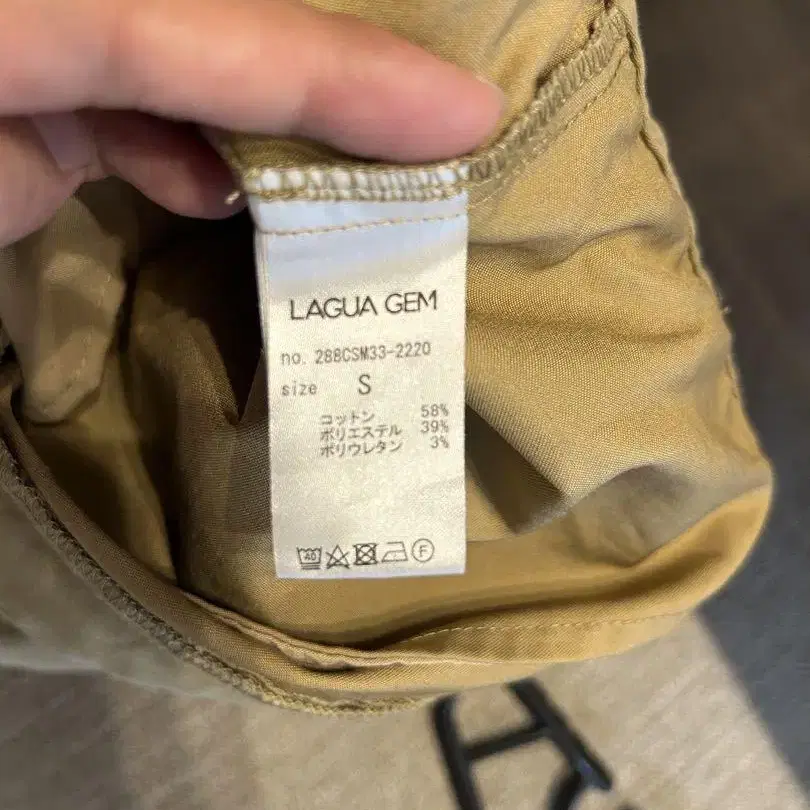 LAGUA GEM
no. 288CSM33-2220
size S
コットン 58%
ポリエステル 39%
ポリウレタン 3%
40 F